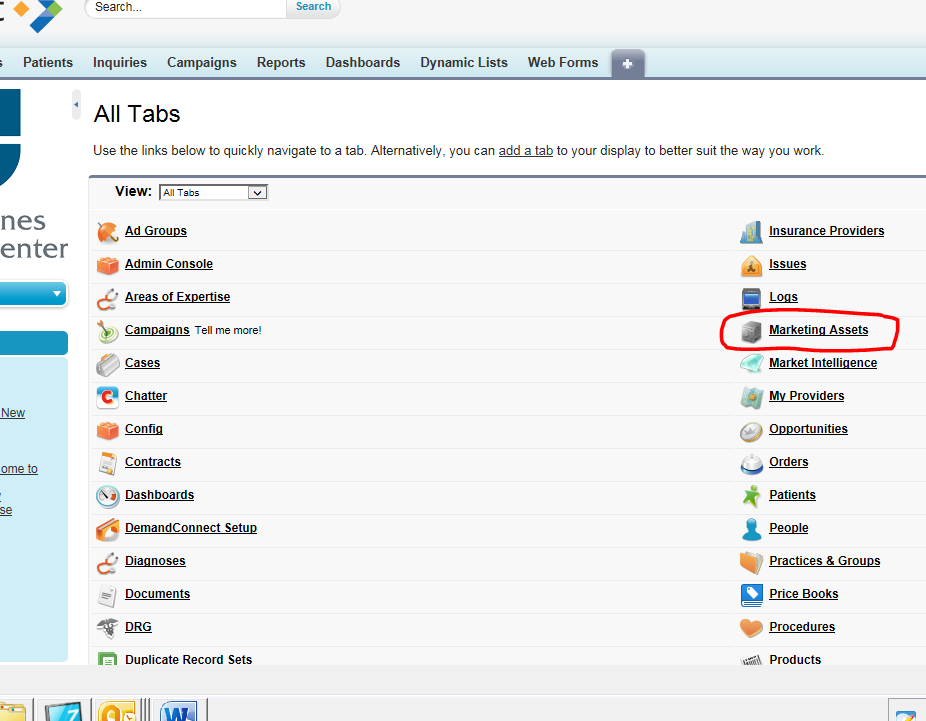 Search...
Search
Patients Inquiries Campaigns Reports Dashboards Dynamic Lists Web Forms +
All Tabs
Use the links below to quickly navigate to a tab. Alternatively, you can add a tab to your display to better suit the way you work.
View: All Tabs
nes
enter
New
ome to
se
Ad Groups
Admin Console
Areas of Expertise
Campaigns Tell me more!
Cases
Chatter
Config
Contracts
Dashboards
DemandConnect Setup
Diagnoses
Documents
DRG
Duplicate Record Sets
Insurance Providers
Issues
Logs
Marketing Assets
Market Intelligence
My Providers
Opportunities
Orders
Patients
People
Practices & Groups
Price Books
Procedures
Products